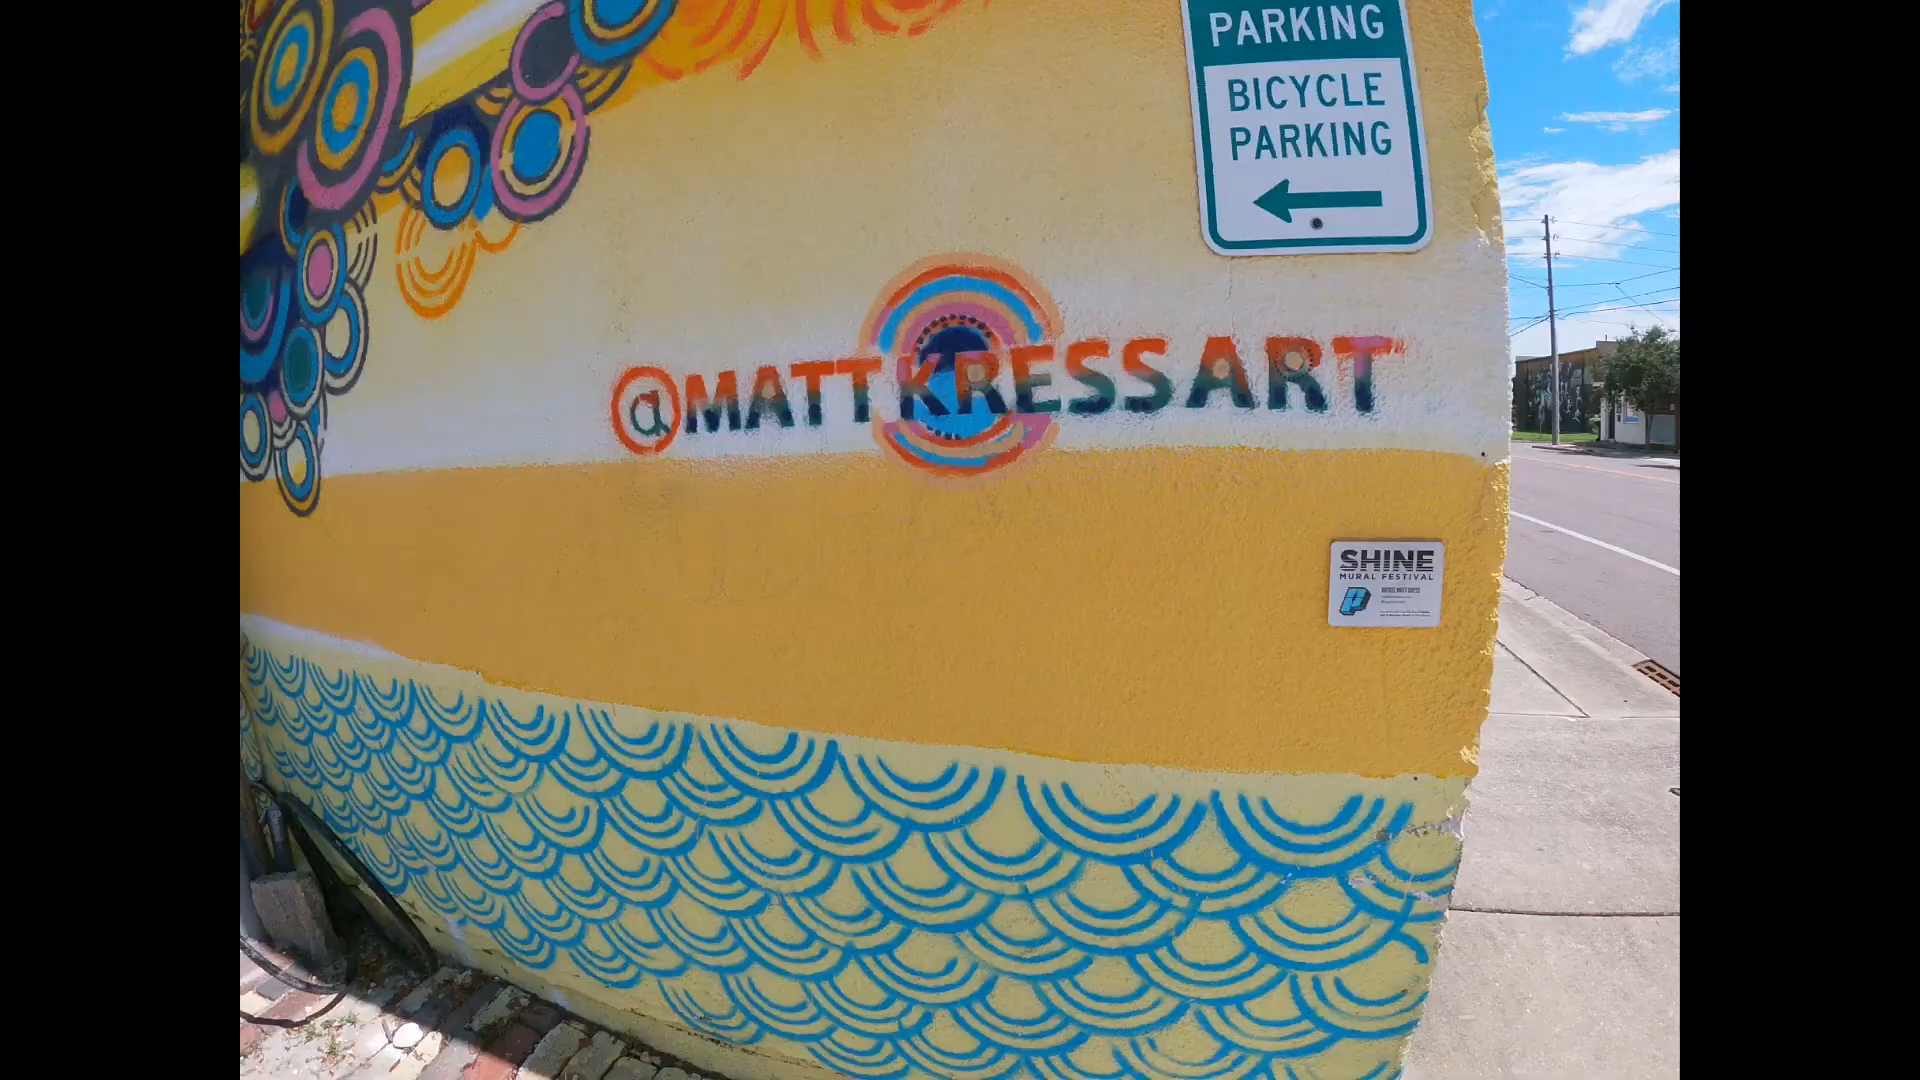 PARKING
BICYCLE
PARKING
@MATTKRESSART
SHINE
MURAL FESTIVAL
P